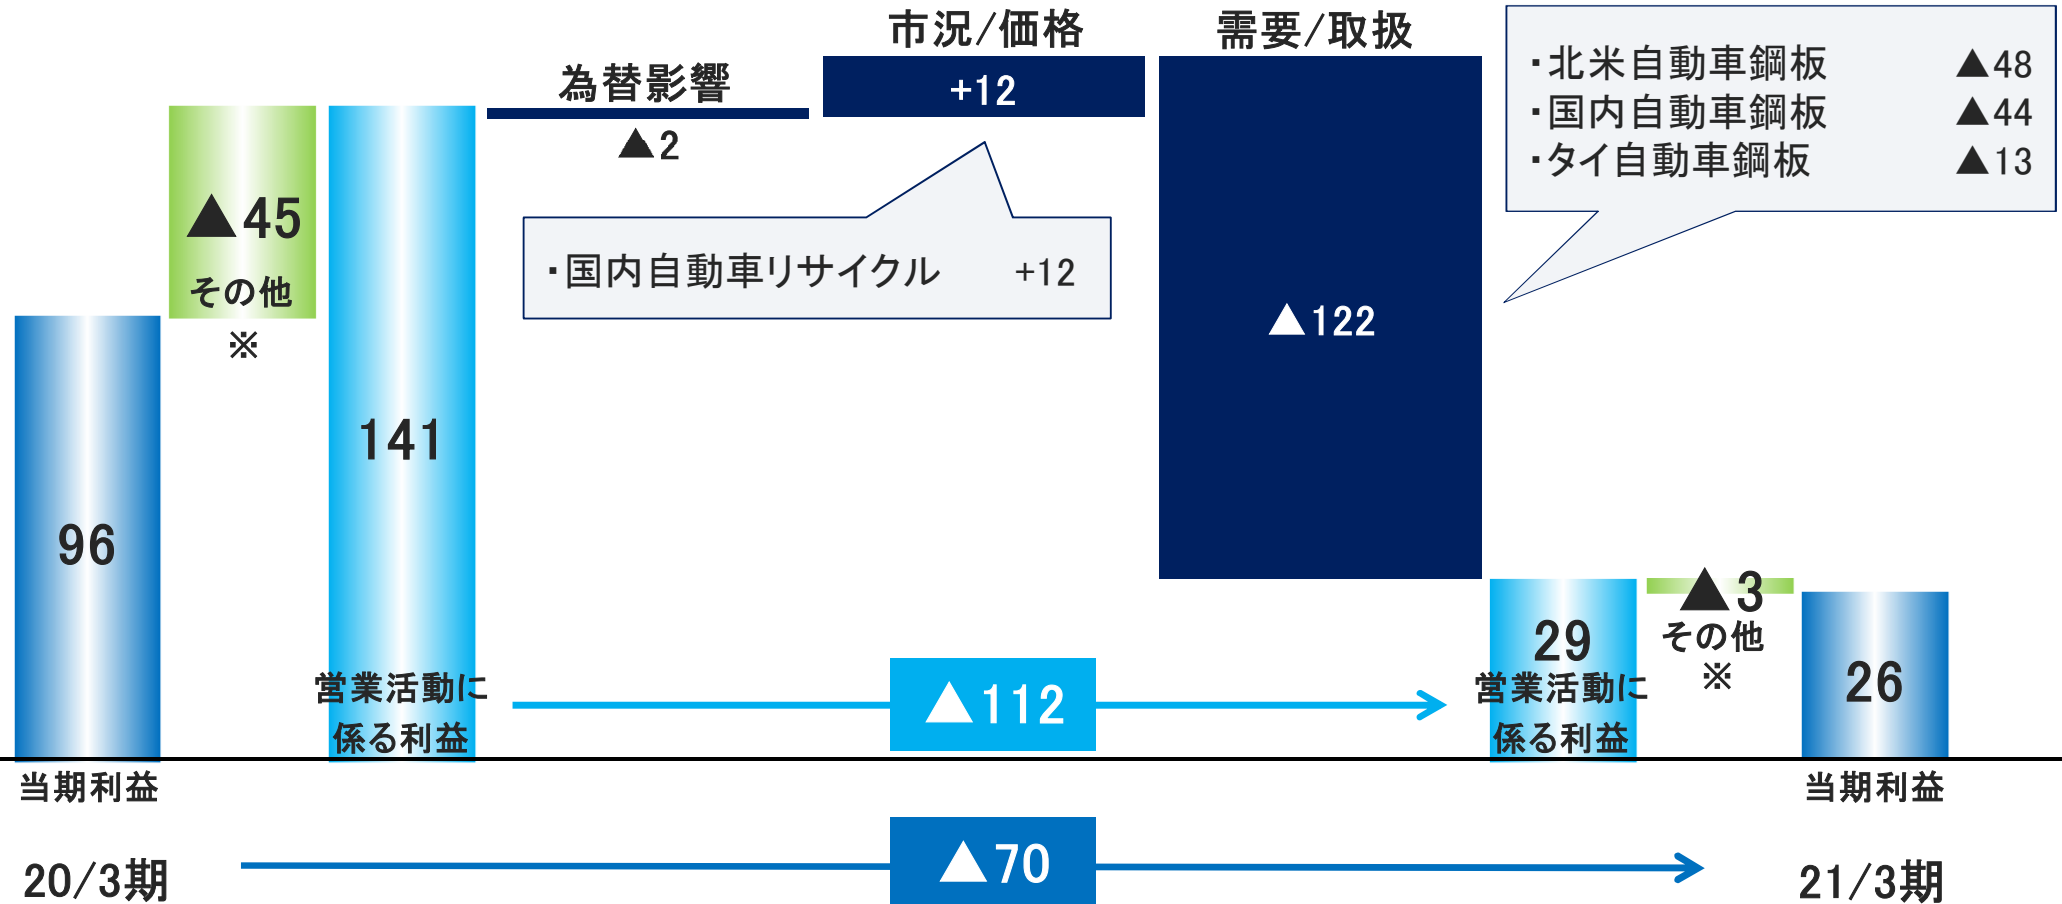 市況/価格
需要/取扱
為替影響
+12
▲2
・北米自動車鋼板 ▲48
・国内自動車鋼板 ▲44
・タイ自動車鋼板 ▲13
▲45
その他
※
・国内自動車リサイクル +12
▲122
141
96
営業活動に
係る利益
▲112
29
営業活動に
係る利益
▲3
その他
※
26
当期利益
当期利益
20/3期
▲70
21/3期